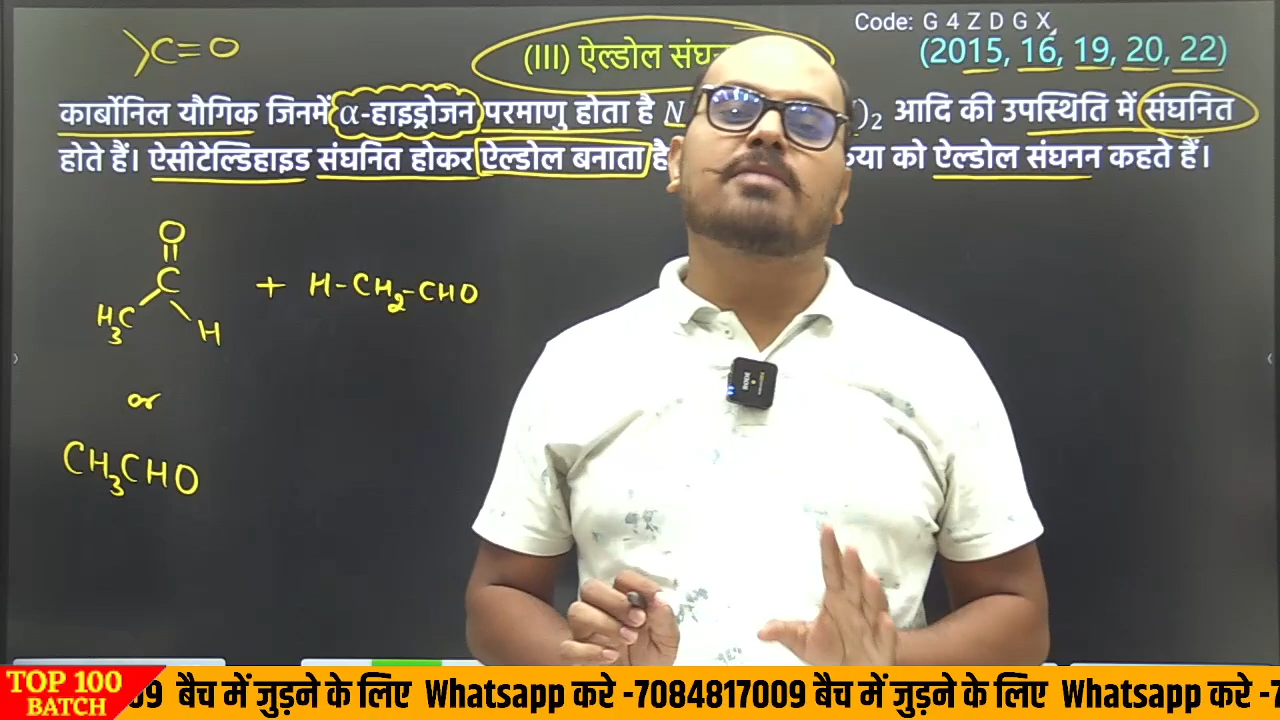 Code: G 4 Z D G X
>C=O
(III) ऐल्डोल
(2015, 16, 19, 20, 22)
कार्बोनिल यौगिक जिनमें α-हाइड्रोजन परमाणु होता है N )₂ आदि की उपस्थिति में संघनित
होते हैं। ऐसीटेल्डिहाइड संघनित होकर ऐल्डोल बनाता है को ऐल्डोल संघनन कहते हैं।
O
||
C
H₃C H
+ H-CH₂-CHO
or
CH₃CHO
TOP 100
BATCH
09 बैच में जुड़ने के लिए Whatsapp करे -7084817009 बैच में जुड़ने के लिए Whatsapp करे -7